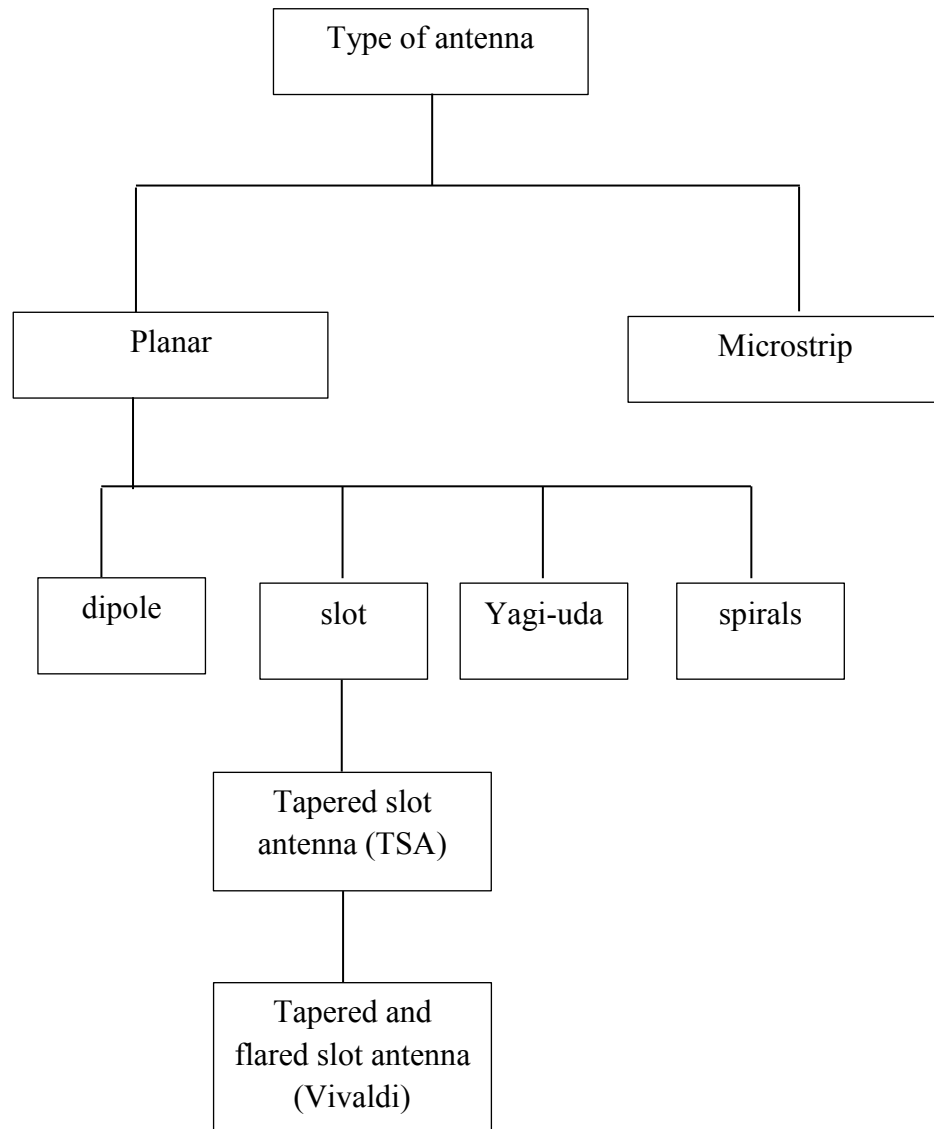 Type of antenna
Planar
Microstrip
dipole
slot
Yagi-uda
spirals
Tapered slot
antenna (TSA)
Tapered and
flared slot antenna
(Vivaldi)